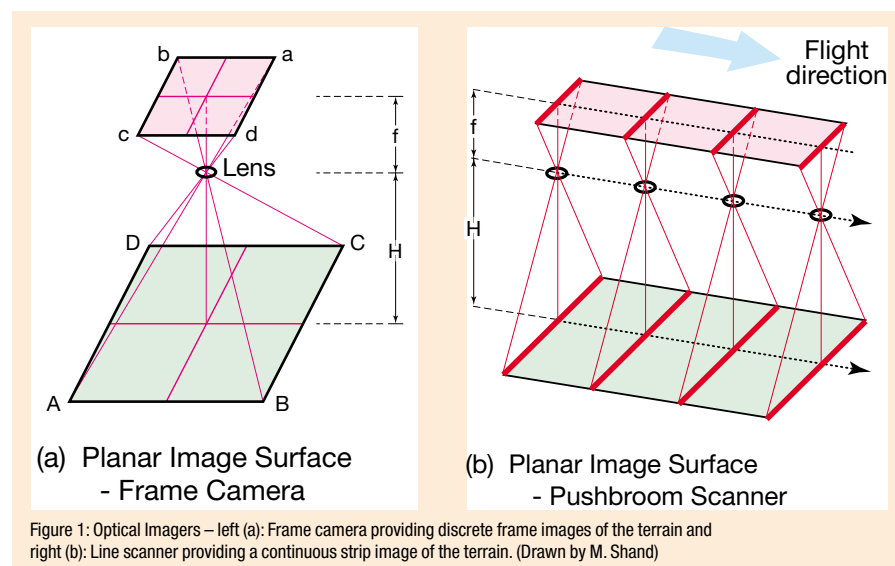 b
a
c
d
f
Lens
D
C
H
A
B
(a) Planar Image Surface
- Frame Camera
Flight
direction
f
H
(b) Planar Image Surface
- Pushbroom Scanner
Figure 1: Optical Imagers – left (a): Frame camera providing discrete frame images of the terrain and
right (b): Line scanner providing a continuous strip image of the terrain. (Drawn by M. Shand)